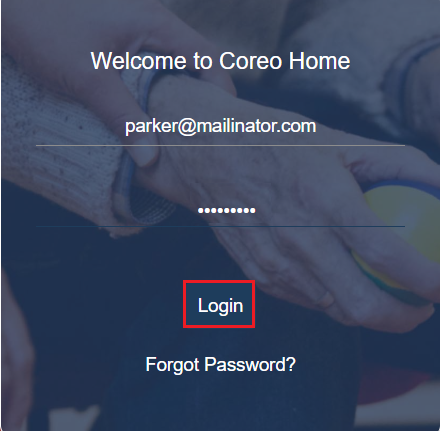 Welcome to Coreo Home
parker@mailinator.com
•••••••••
Login
Forgot Password?